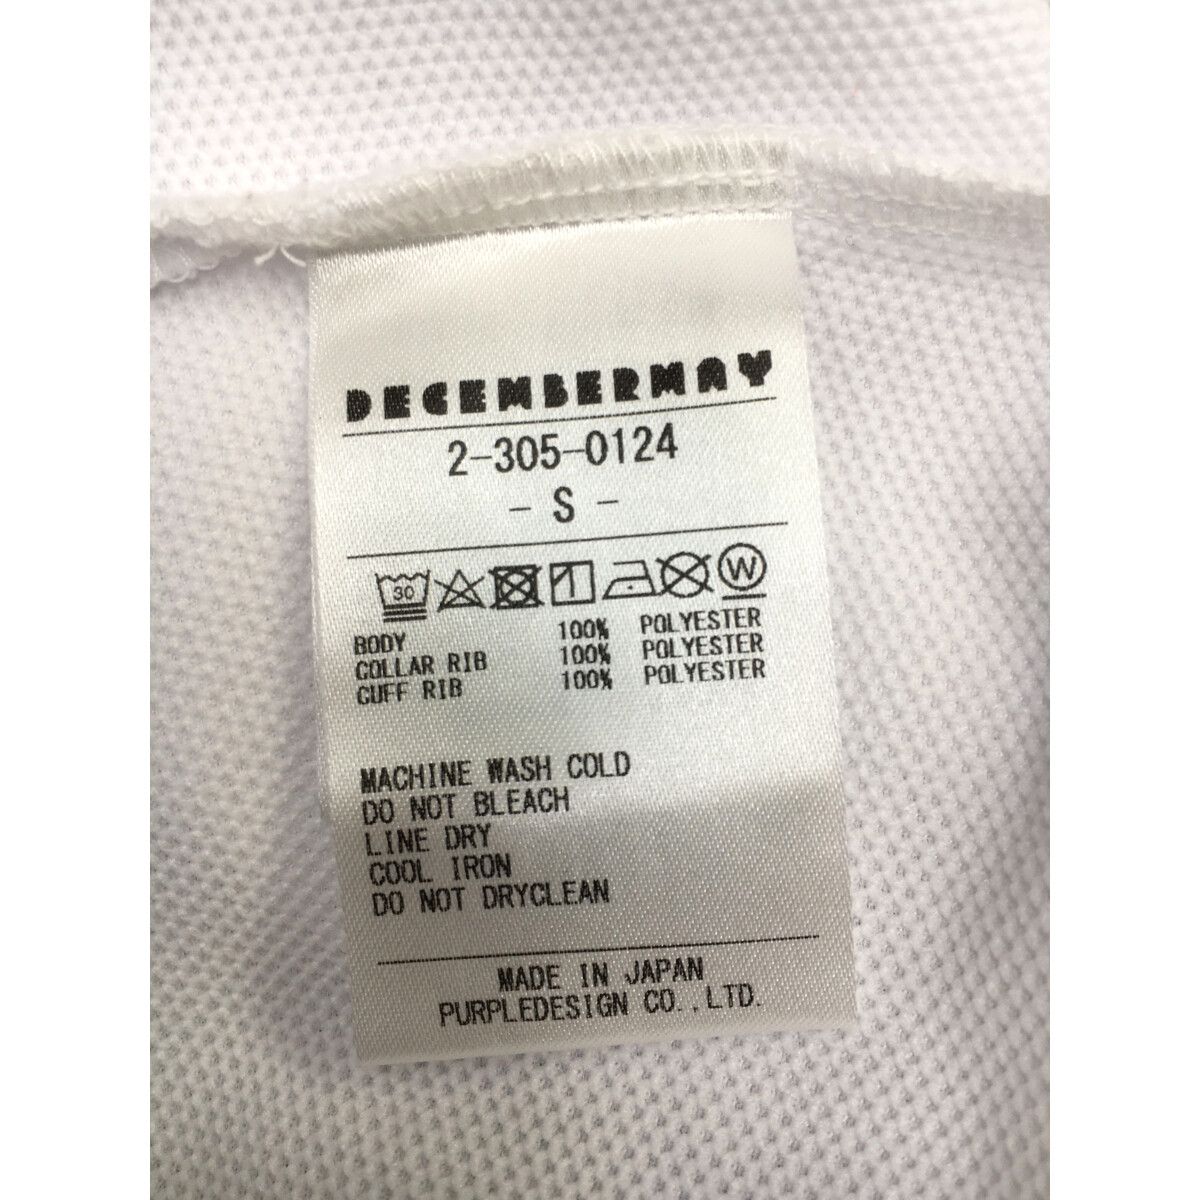 DECEMBERMAY
2-305-0124
- S -
30 W
BODY 100% POLYESTER
COLLAR RIB 100% POLYESTER
CUFF RIB 100% POLYESTER
MACHINE WASH COLD
DO NOT BLEACH
LINE DRY
COOL IRON
DO NOT DRYCLEAN
MADE IN JAPAN
PURPLEDESIGN CO.,LTD.